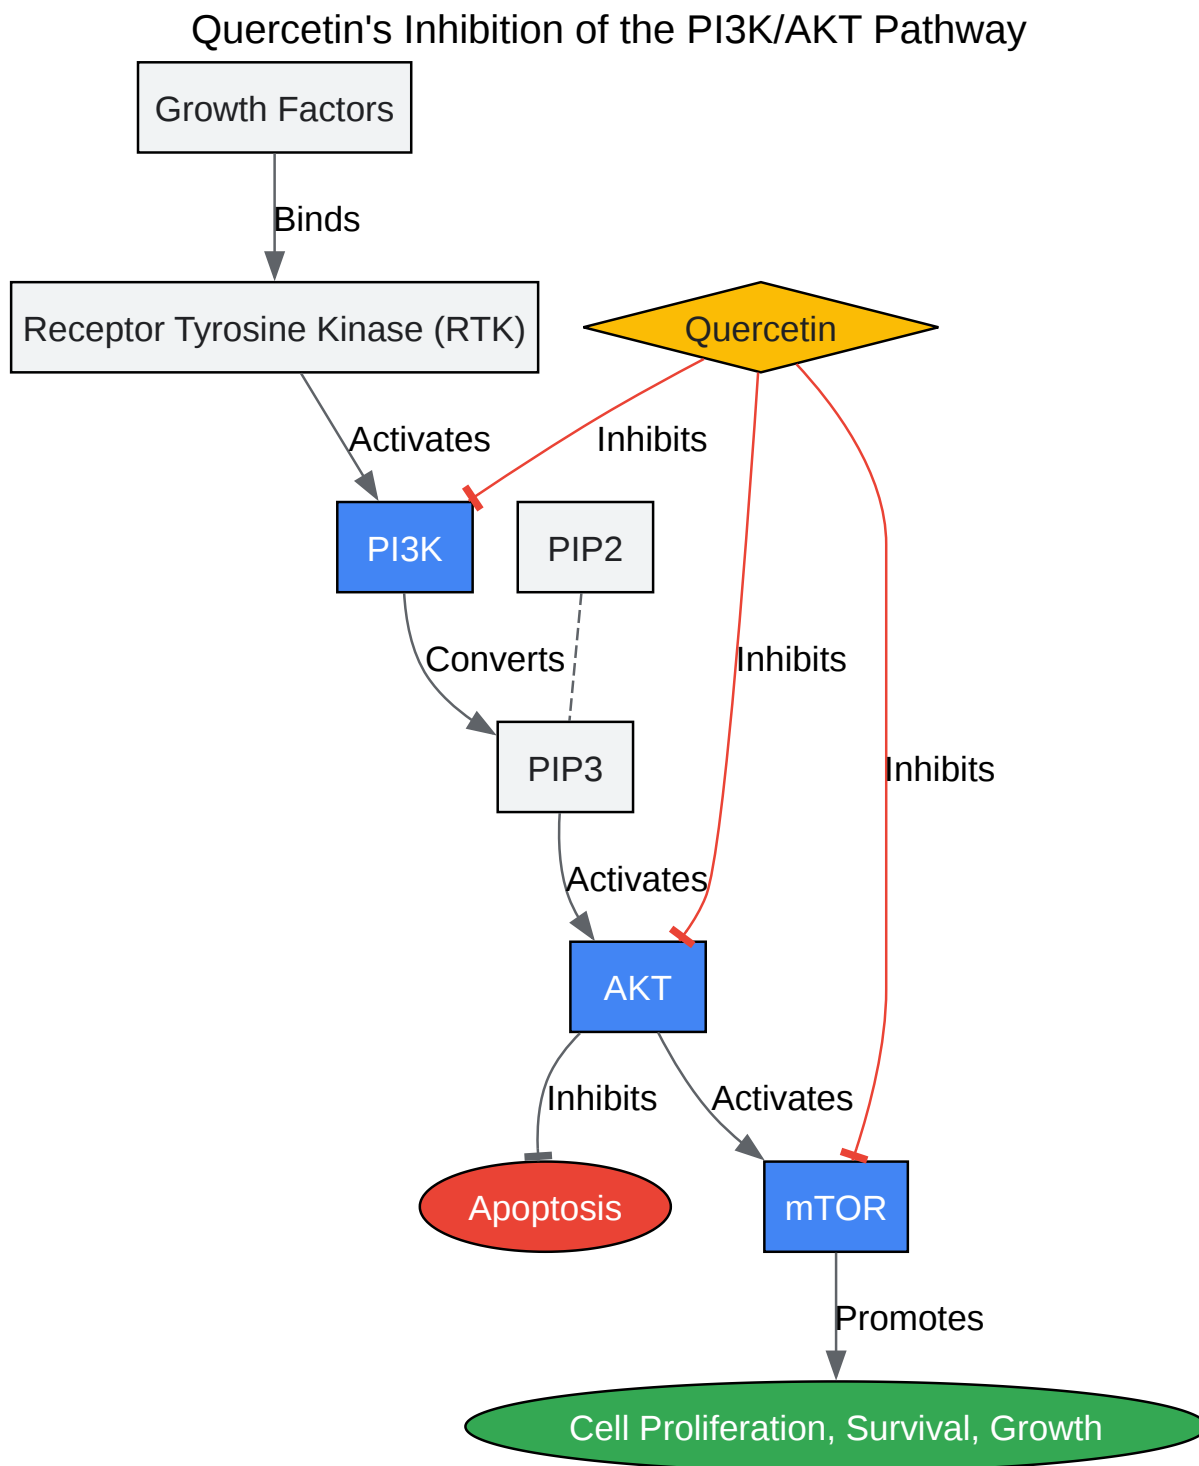 Quercetin's Inhibition of the PI3K/AKT Pathway
Growth Factors
Binds
Receptor Tyrosine Kinase (RTK)
Quercetin
Activates
Inhibits
PI3K
PIP2
Converts
Inhibits
PIP3
Inhibits
Activates
AKT
Inhibits
Activates
Apoptosis
mTOR
Promotes
Cell Proliferation, Survival, Growth